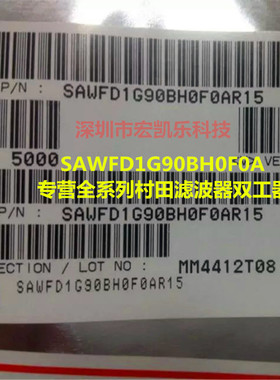 P/N : SAWFD1G90BH0F0AR15
深圳市宏凯乐科技
5000
VE
SAWFD1G90BH0F0A
专营全系列村田滤波器双工器
P/N : SAWFD1G90BH0F0AR15
ECTION / LOT NO : MM4412T08
SAWFD1G90BH0F0AR15